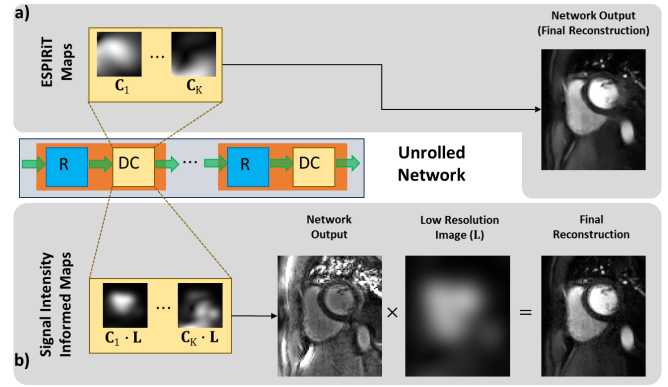 a)
ESPIRiT
Maps
C1
...
CK
Network Output
(Final Reconstruction)
R
DC
...
R
DC
Unrolled
Network
b)
Signal Intensity
Informed Maps
C1 · L
...
CK · L
Network
Output
×
Low Resolution
Image (L)
=
Final
Reconstruction